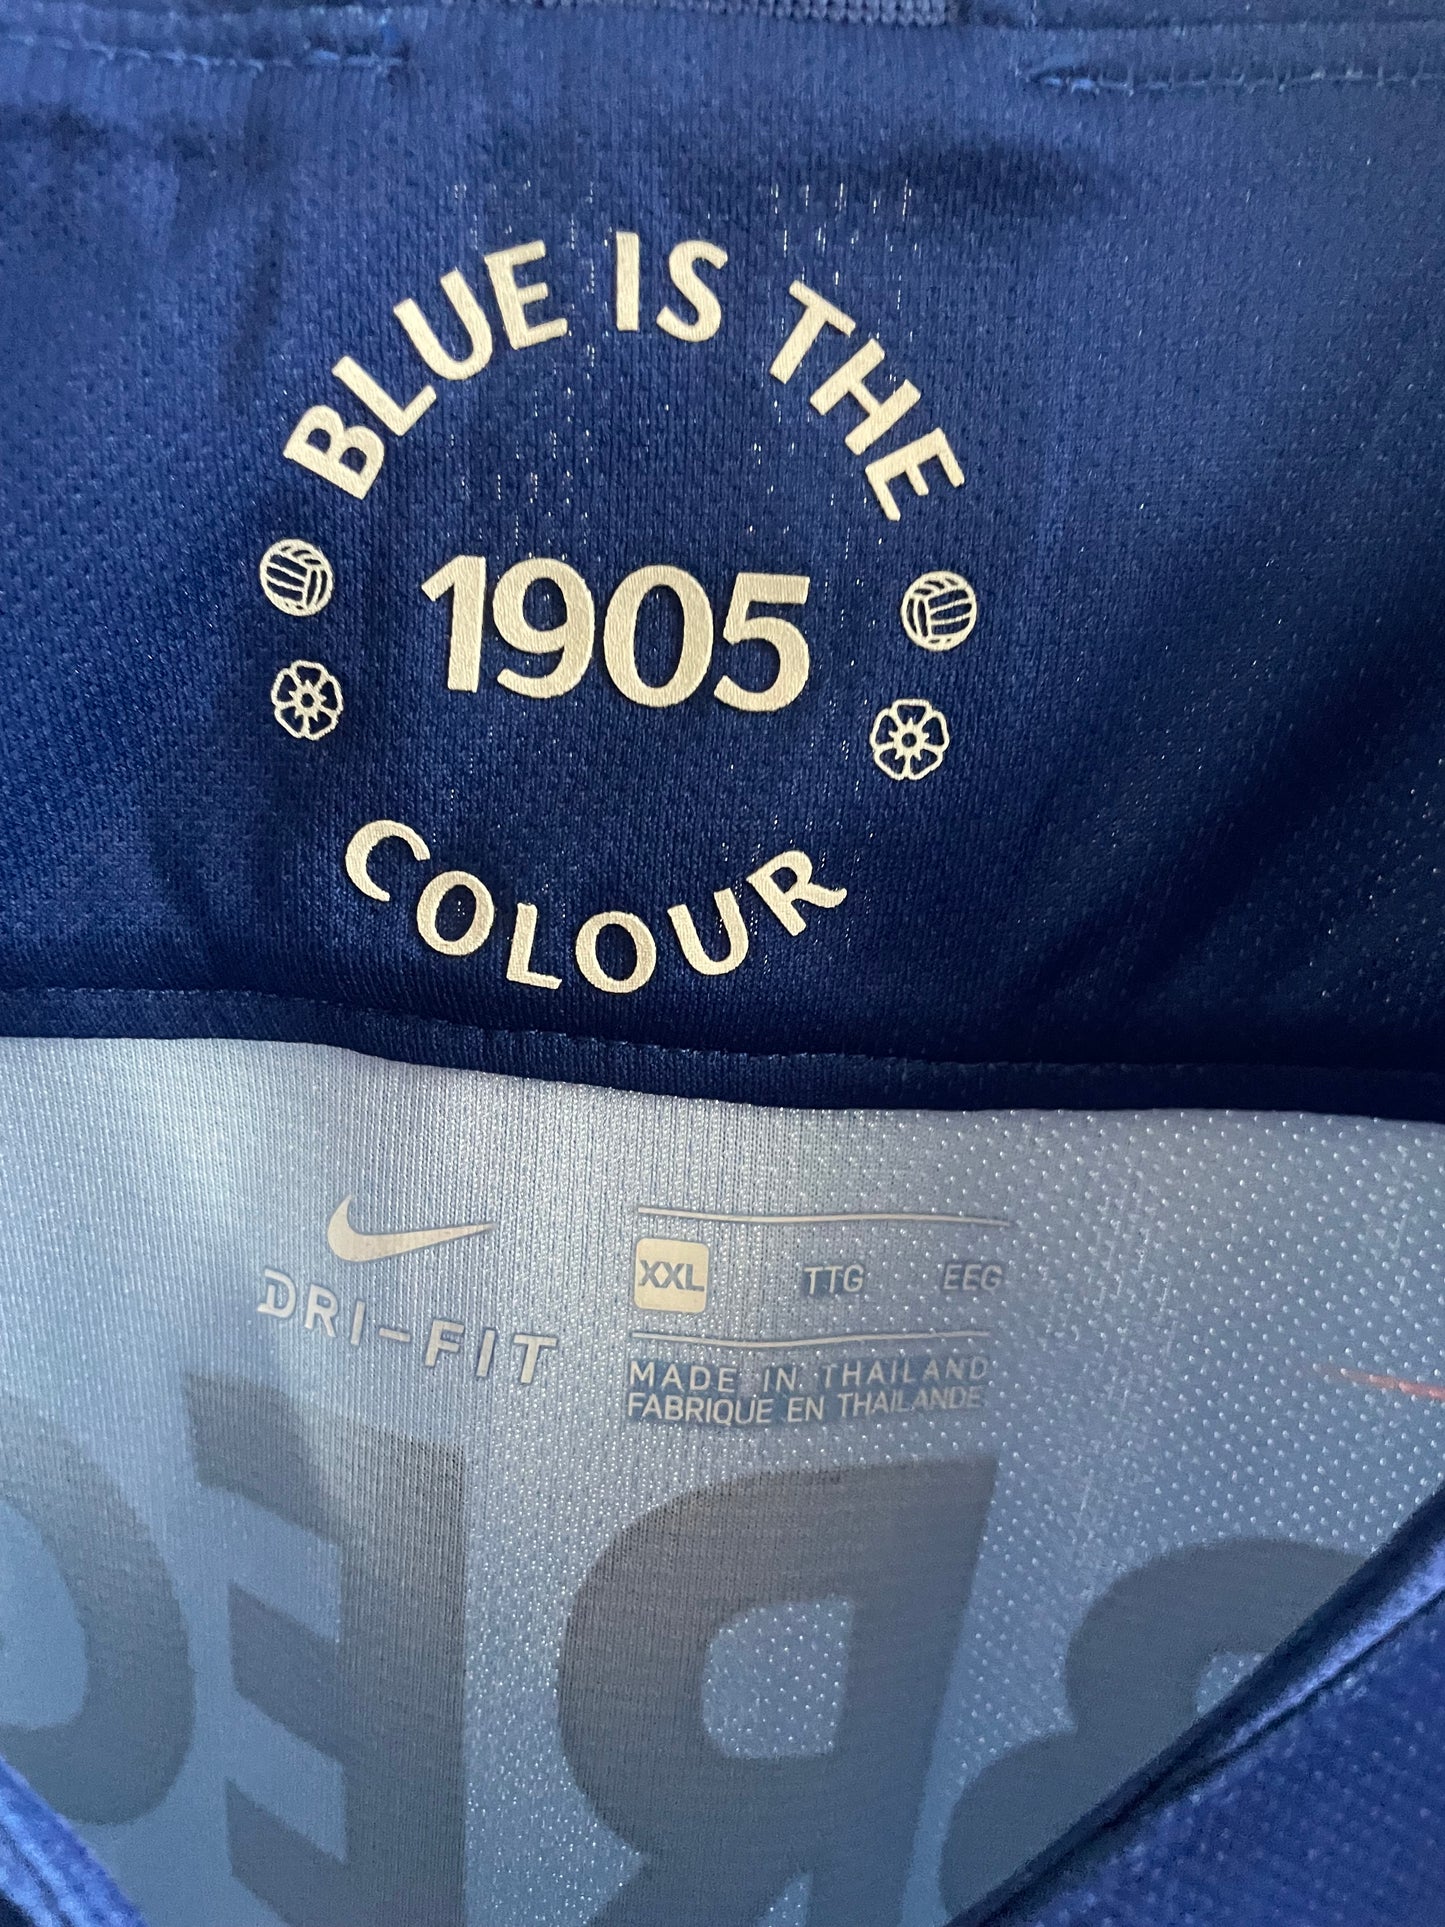 BLUE IS THE
1905
COLOUR
DRI-FIT
XXL TTG EEG
MADE IN THAILAND
FABRIQUE EN THAILANDE